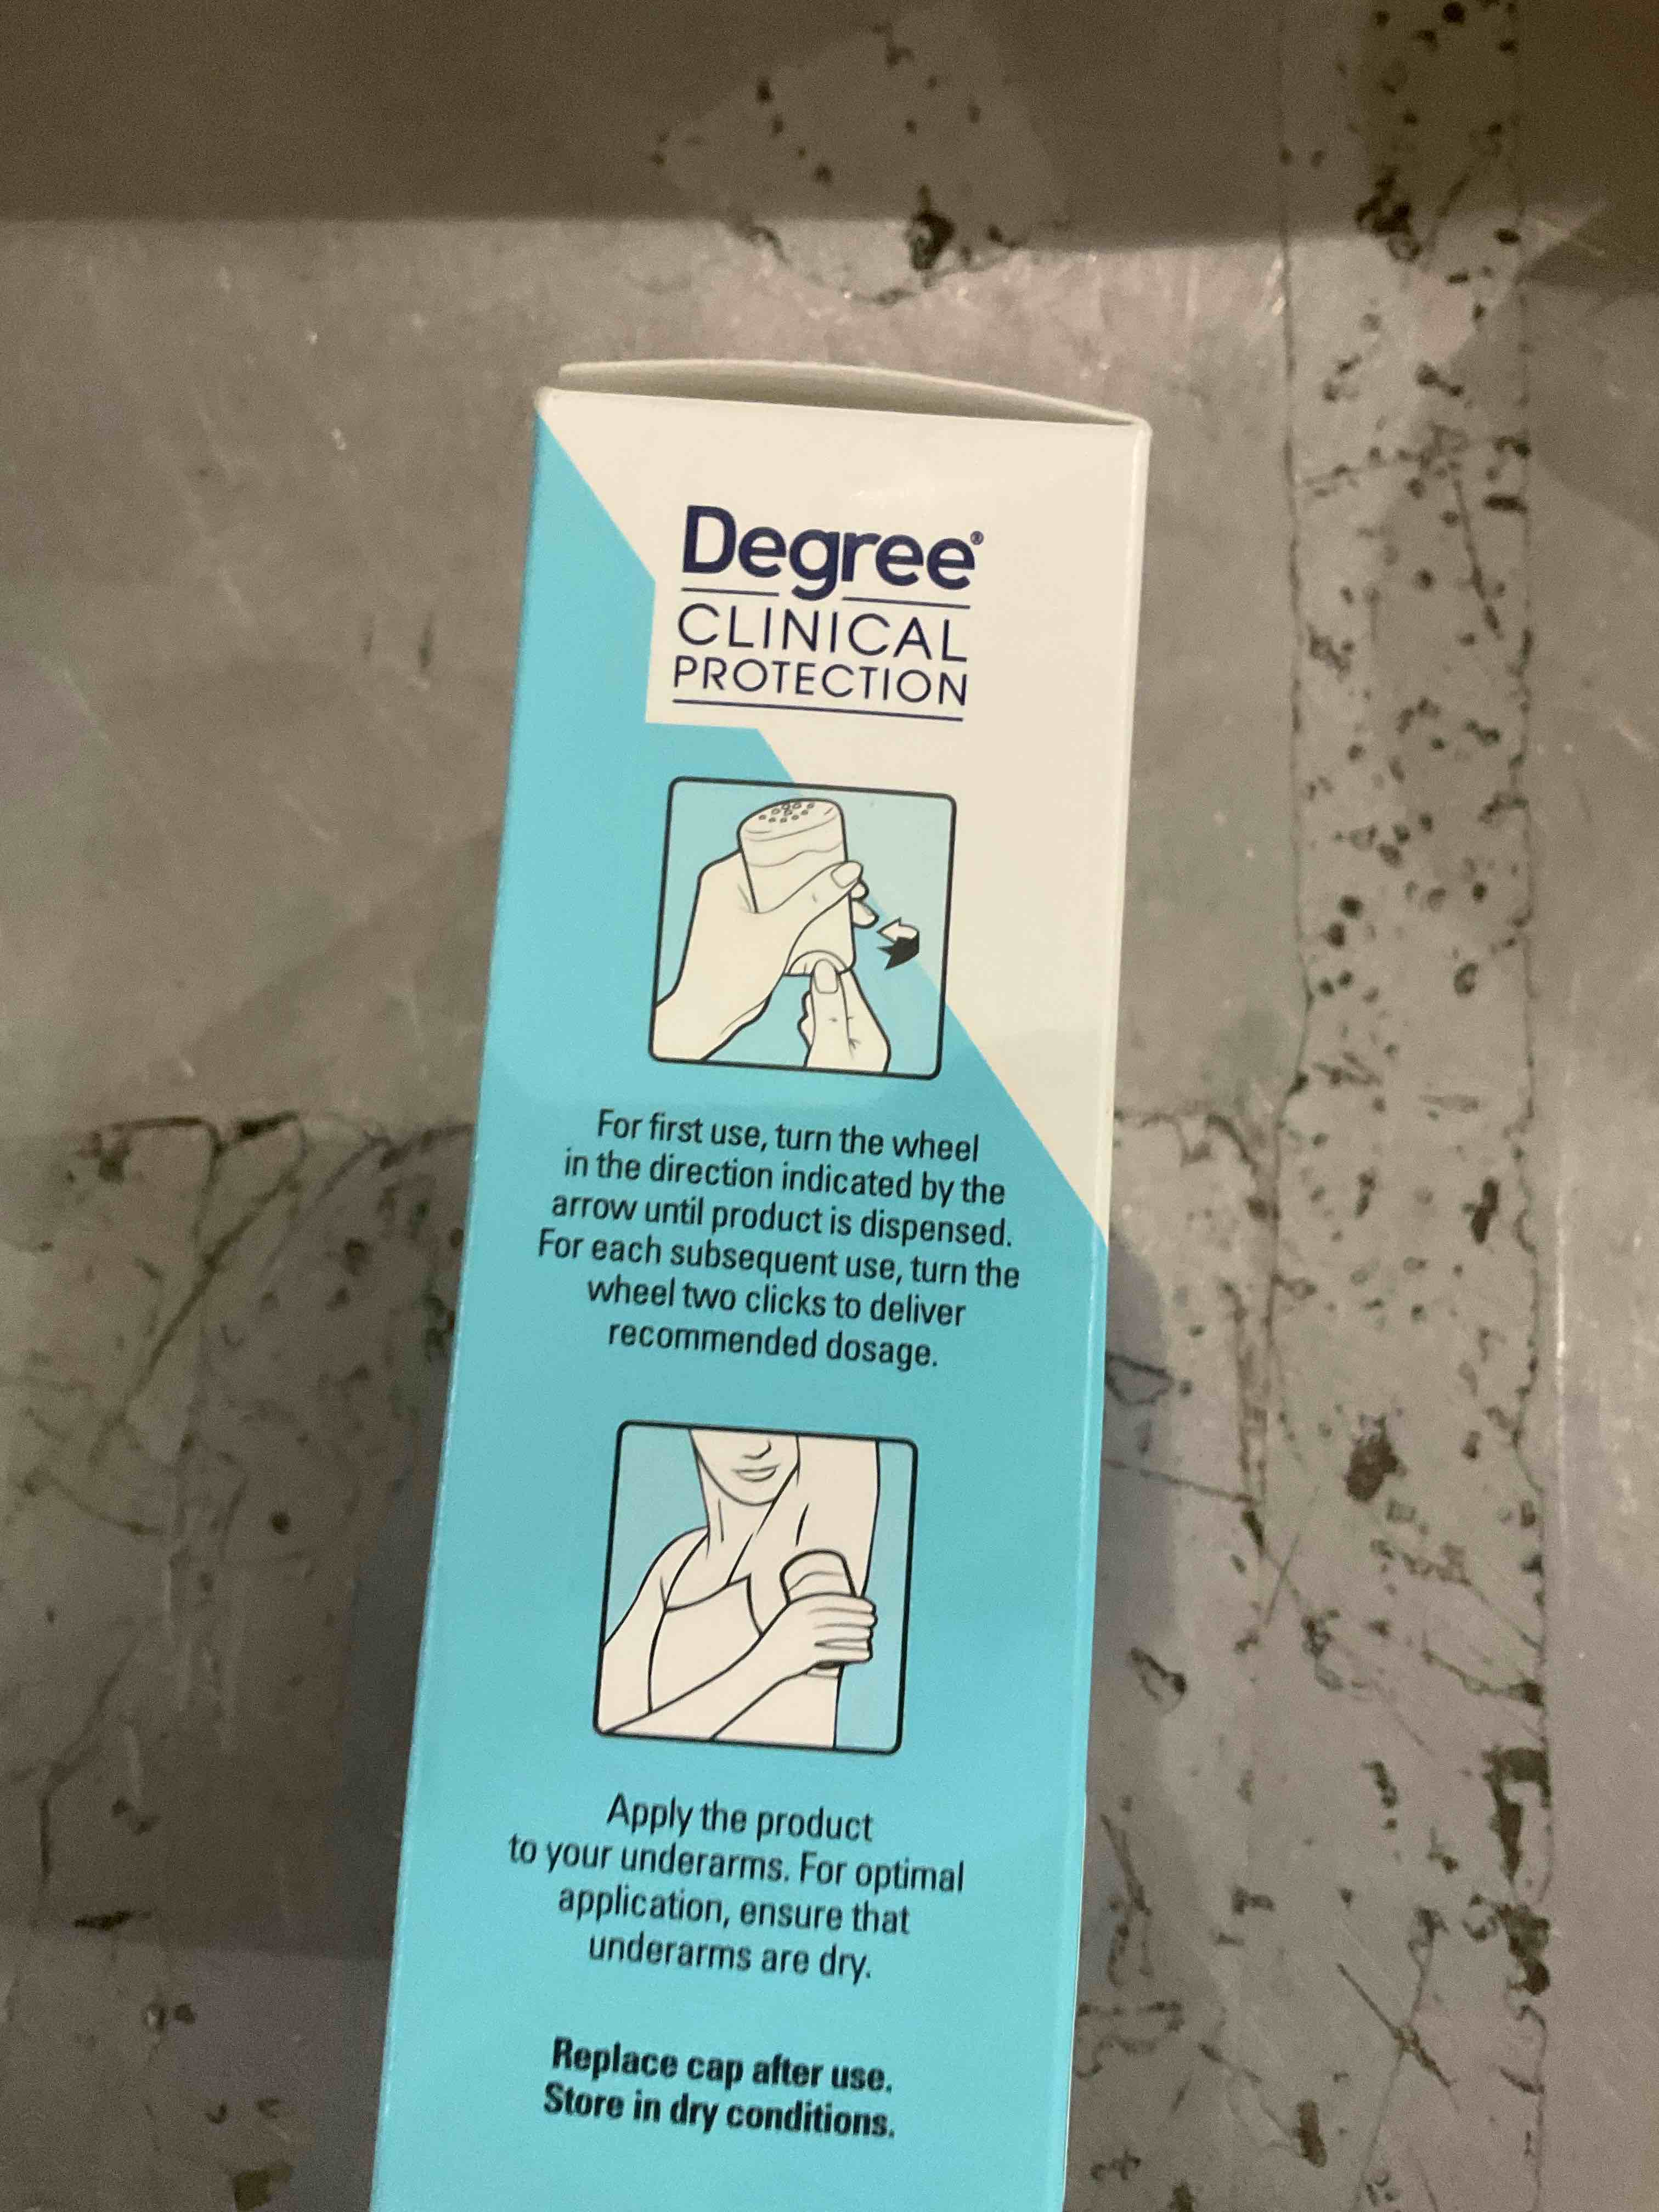 Degree®
CLINICAL
PROTECTION
For first use, turn the wheel
in the direction indicated by the
arrow until product is dispensed.
For each subsequent use, turn the
wheel two clicks to deliver
recommended dosage.
Apply the product
to your underarms. For optimal
application, ensure that
underarms are dry.
Replace cap after use.
Store in dry conditions.